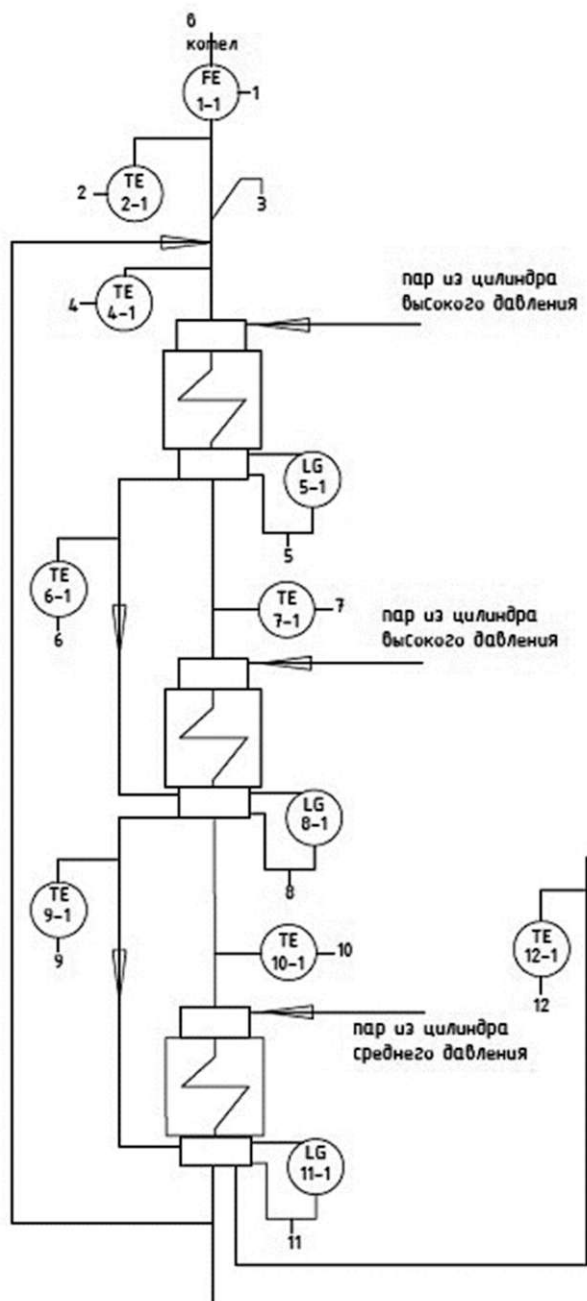 в
котел
FE
1-1
1
TE
2-1
2
3
TE
4-1
4
пар из цилиндра
высокого давления
LG
5-1
5
TE
6-1
6
TE
7-1
7
пар из цилиндра
высокого давления
LG
8-1
8
TE
9-1
9
TE
10-1
10
TE
12-1
12
пар из цилиндра
среднего давления
LG
11-1
11